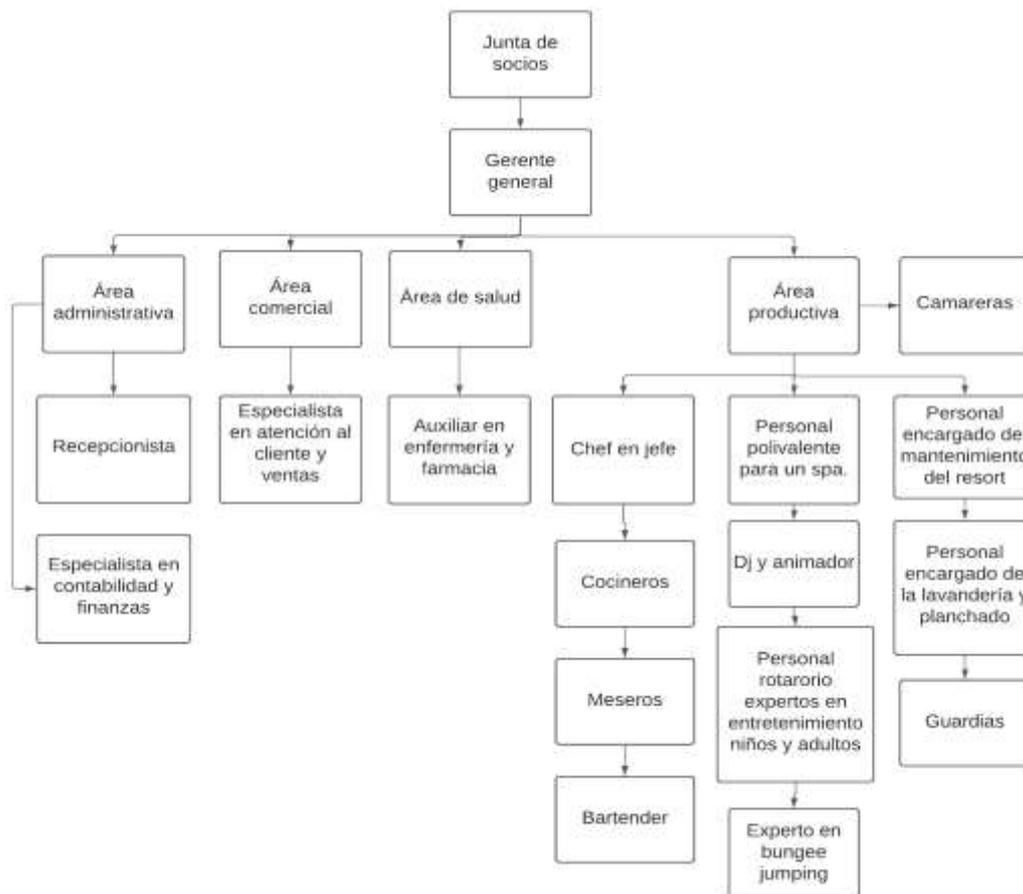 Junta de
socios
Gerente
general
Área
administrativa
Área
comercial
Área de salud
Área
productiva
Camareras
Recepcionista
Especialista
en atención al
cliente y
ventas
Auxiliar en
enfermería y
farmacia
Chef en jefe
Personal
polivalente
para un spa.
Personal
encargado de
mantenimiento
del resort
Especialista en
contabilidad y
finanzas
Cocineros
Dj y animador
Personal
encargado de
la lavandería y
planchado
Meseros
Personal
rotarorio
expertos en
entretenimiento
niños y adultos
Guardias
Bartender
Experto en
bungee
jumping